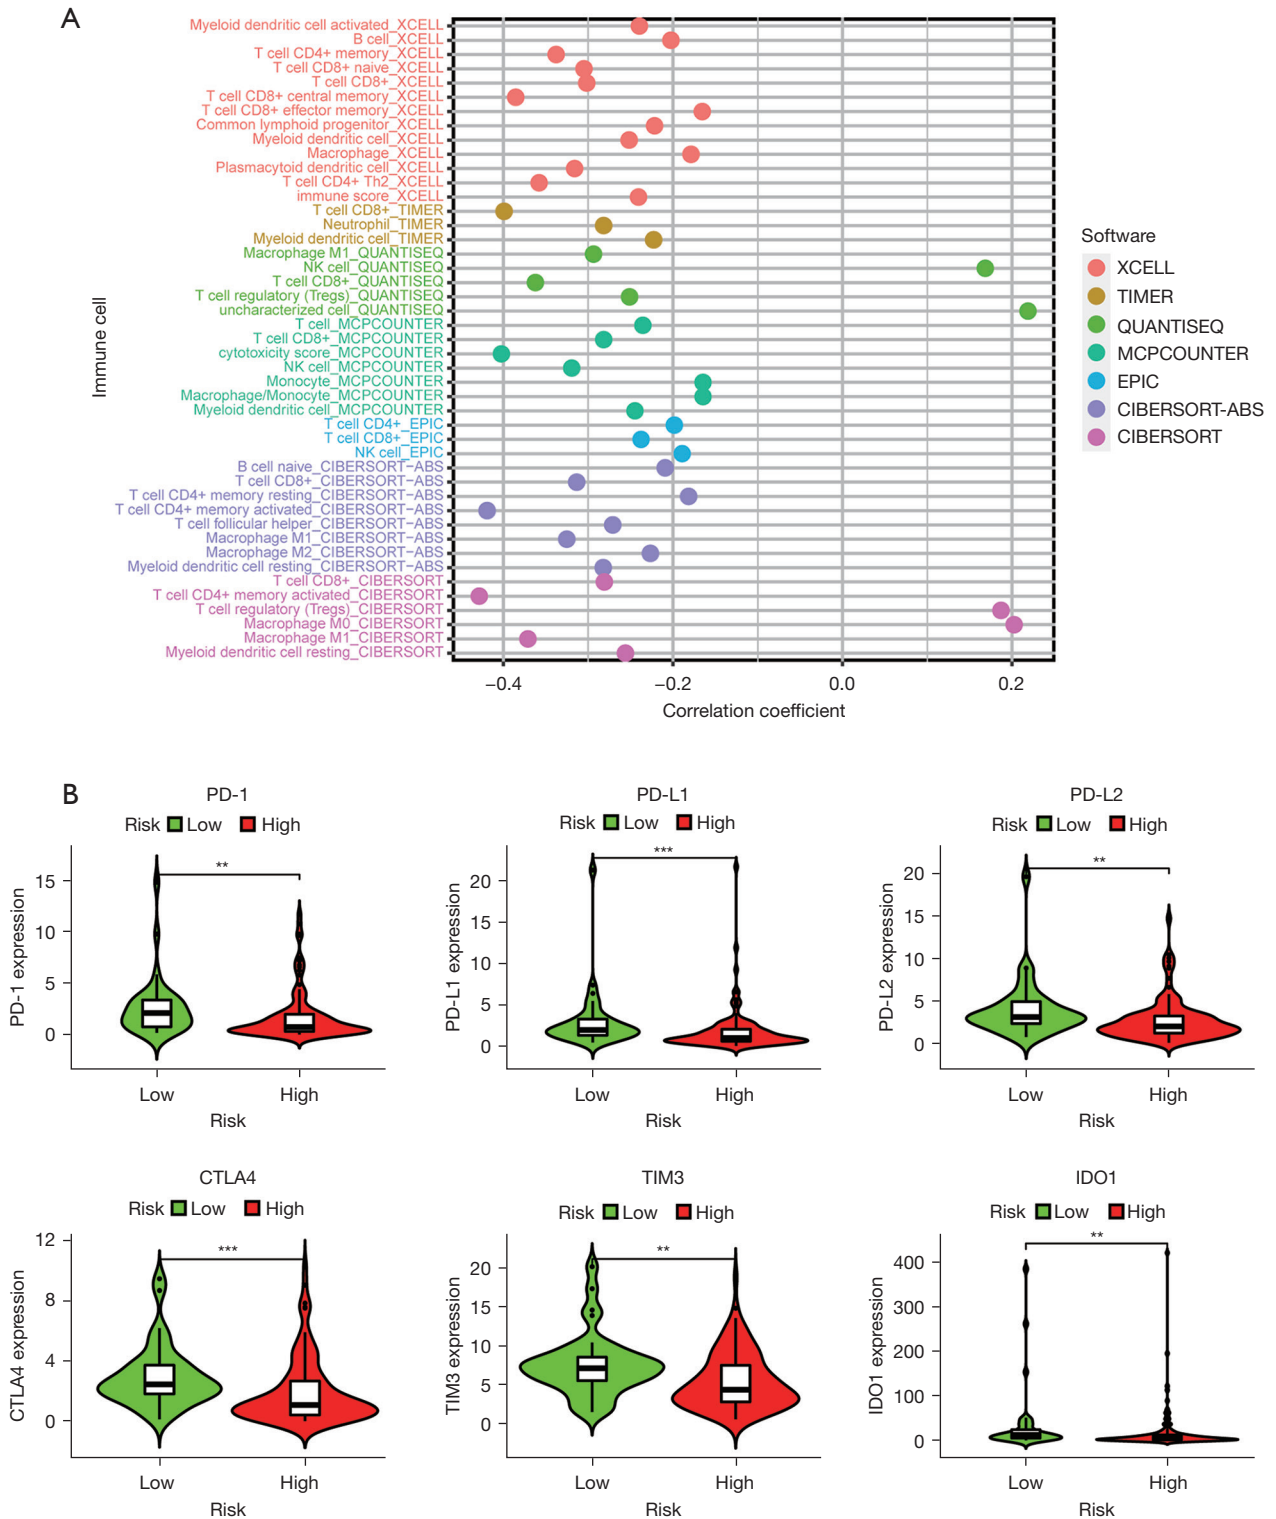 A
Myeloid dendritic cell activated_XCELL
B cell_XCELL
T cell CD4+ memory_XCELL
T cell CD8+ naive_XCELL
T cell CD8+_XCELL
T cell CD8+ central memory_XCELL
T cell CD8+ effector memory_XCELL
Common lymphoid progenitor_XCELL
Myeloid dendritic cell_XCELL
Macrophage_XCELL
Plasmacytoid dendritic cell_XCELL
T cell CD4+ Th2_XCELL
immune score_XCELL
T cell CD8+_TIMER
Neutrophil_TIMER
Myeloid dendritic cell_TIMER
Macrophage M1_QUANTISEQ
NK cell_QUANTISEQ
T cell CD8+_QUANTISEQ
T cell regulatory (Tregs)_QUANTISEQ
uncharacterized cell_QUANTISEQ
T cell_MCPCOUNTER
T cell CD8+_MCPCOUNTER
cytotoxicity score_MCPCOUNTER
NK cell_MCPCOUNTER
Monocyte_MCPCOUNTER
Macrophage/Monocyte_MCPCOUNTER
Myeloid dendritic cell_MCPCOUNTER
T cell CD4+_EPIC
T cell CD8+_EPIC
NK cell_EPIC
B cell naive_CIBERSORT−ABS
T cell CD8+_CIBERSORT−ABS
T cell CD4+ memory resting_CIBERSORT−ABS
T cell CD4+ memory activated_CIBERSORT−ABS
T cell follicular helper_CIBERSORT−ABS
Macrophage M1_CIBERSORT−ABS
Macrophage M2_CIBERSORT−ABS
Myeloid dendritic cell resting_CIBERSORT−ABS
T cell CD8+_CIBERSORT
T cell CD4+ memory activated_CIBERSORT
T cell regulatory (Tregs)_CIBERSORT
Macrophage M0_CIBERSORT
Macrophage M1_CIBERSORT
Myeloid dendritic cell resting_CIBERSORT
Immune cell
−0.4 −0.2 0.0 0.2
Correlation coefficient
Software
XCELL
TIMER
QUANTISEQ
MCPCOUNTER
EPIC
CIBERSORT-ABS
CIBERSORT
B
PD-1
Risk Low High
**
PD-1 expression
15
10
5
0
Low High
Risk
PD-L1
Risk Low High
***
PD-L1 expression
20
15
10
5
0
Low High
Risk
PD-L2
Risk Low High
**
PD-L2 expression
20
15
10
5
0
Low High
Risk
CTLA4
Risk Low High
***
CTLA4 expression
12
8
4
0
Low High
Risk
TIM3
Risk Low High
**
TIM3 expression
20
15
10
5
0
Low High
Risk
IDO1
Risk Low High
**
IDO1 expression
400
300
200
100
0
Low High
Risk